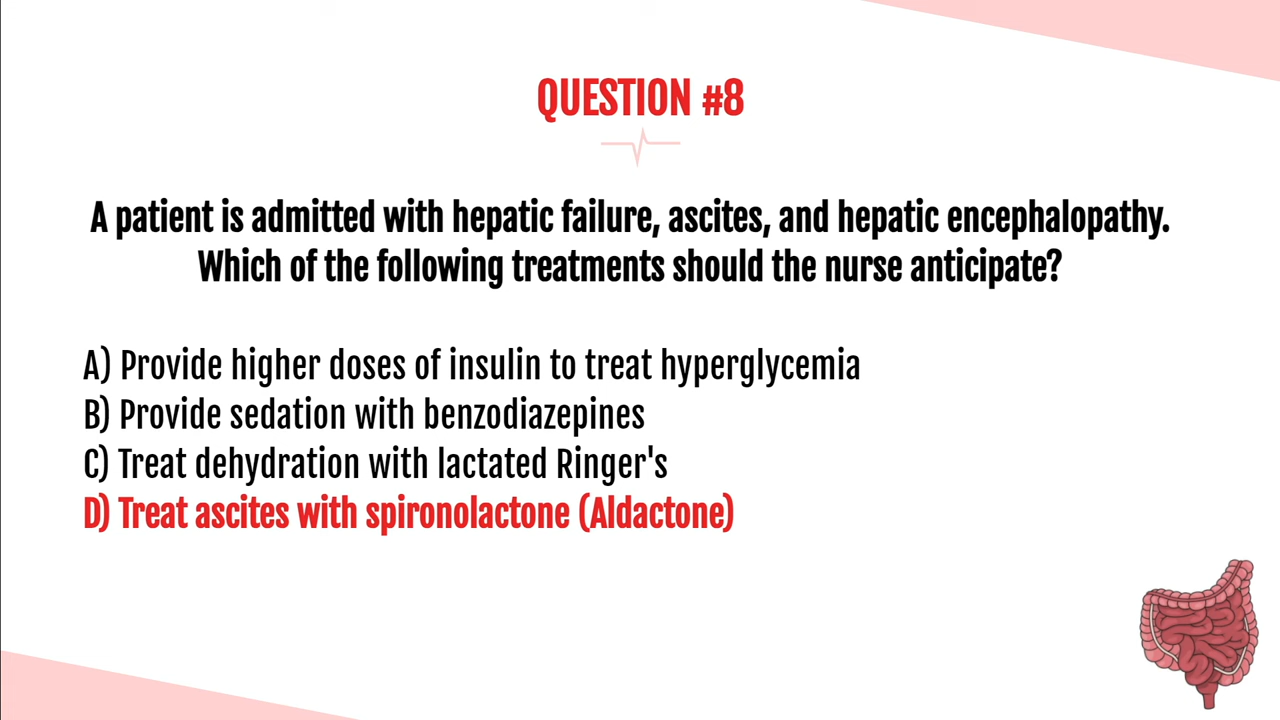 QUESTION #8
A patient is admitted with hepatic failure, ascites, and hepatic encephalopathy.
Which of the following treatments should the nurse anticipate?
A) Provide higher doses of insulin to treat hyperglycemia
B) Provide sedation with benzodiazepines
C) Treat dehydration with lactated Ringer's
D) Treat ascites with spironolactone (Aldactone)